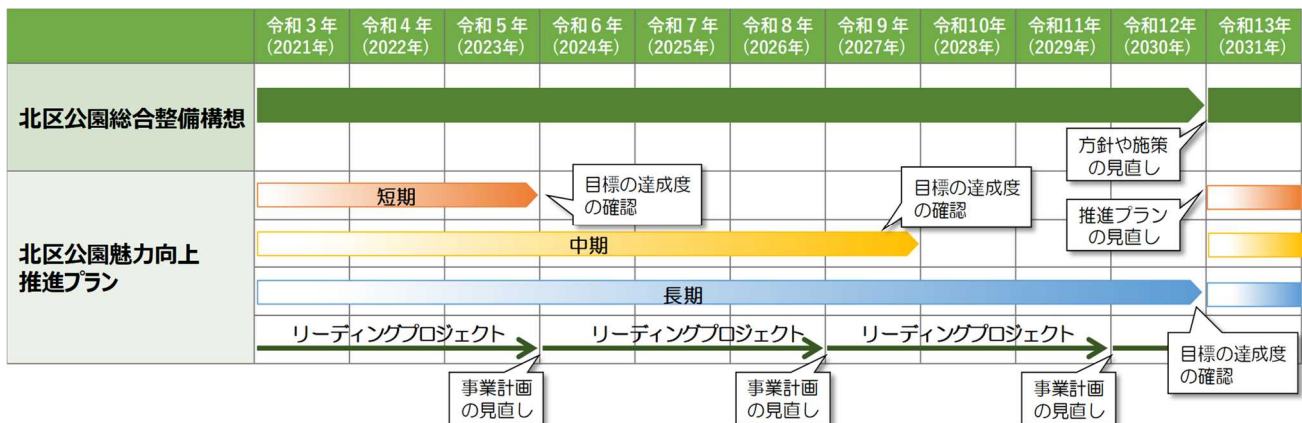 令和3年 令和4年 令和5年 令和6年 令和7年 令和8年 令和9年 令和10年 令和11年 令和12年 令和13年
(2021年) (2022年) (2023年) (2024年) (2025年) (2026年) (2027年) (2028年) (2029年) (2030年) (2031年)
北区公園総合整備構想
方針や施策
の見直し
北区公園魅力向上
推進プラン
短期
目標の達成度
の確認
目標の達成度
の確認
推進プラン
の見直し
中期
長期
リーディングプロジェクト リーディングプロジェクト リーディングプロジェクト
目標の達成度
の確認
事業計画
の見直し
事業計画
の見直し
事業計画
の見直し